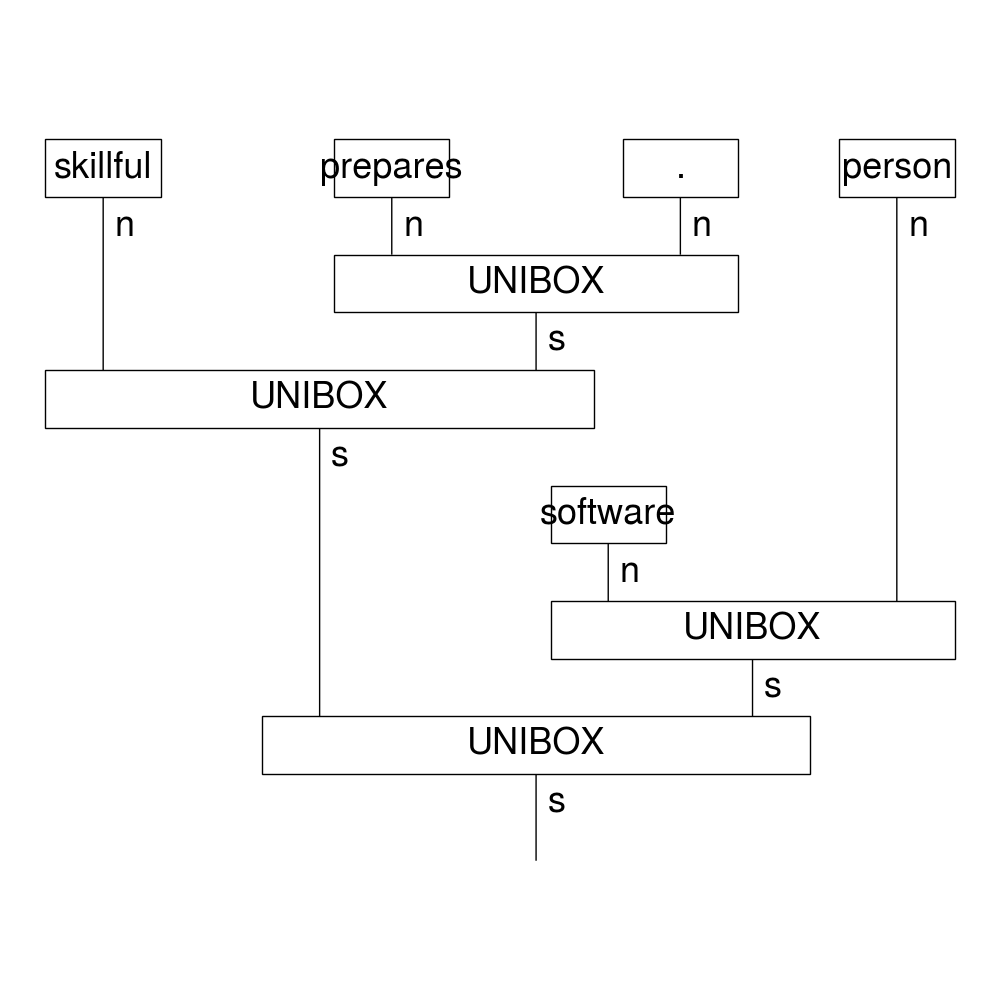 skillful prepares . person
n n n n
UNIBOX
s
UNIBOX
s
software
n
UNIBOX
s
UNIBOX
s